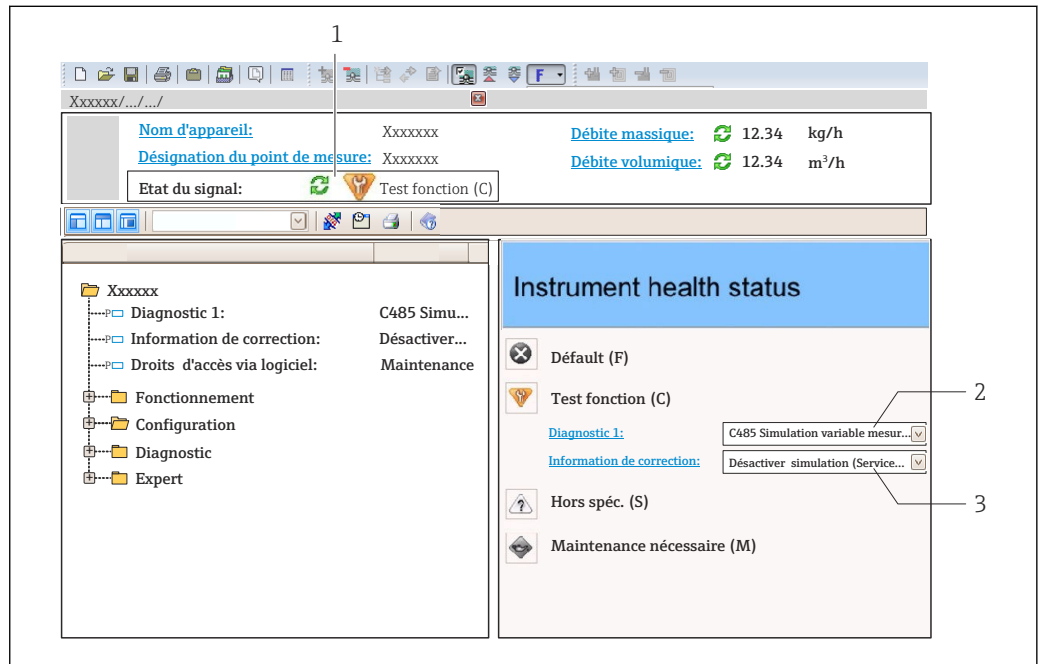 1
F
Xxxxxx/.../.../
Nom d'appareil: Xxxxxxx Débite massique: 12.34 kg/h
Désignation du point de mesure: Xxxxxxx Débite volumique: 12.34 m³/h
Etat du signal: Test fonction (C)
Xxxxxx
Diagnostic 1: C485 Simu...
Information de correction: Désactiver...
Droits d'accès via logiciel: Maintenance
Fonctionnement
Configuration
Diagnostic
Expert
Instrument health status
Défault (F)
Test fonction (C)
2
Diagnostic 1: C485 Simulation variable mesur...
Information de correction: Désactiver simulation (Service...
Hors spéc. (S)
3
Maintenance nécessaire (M)